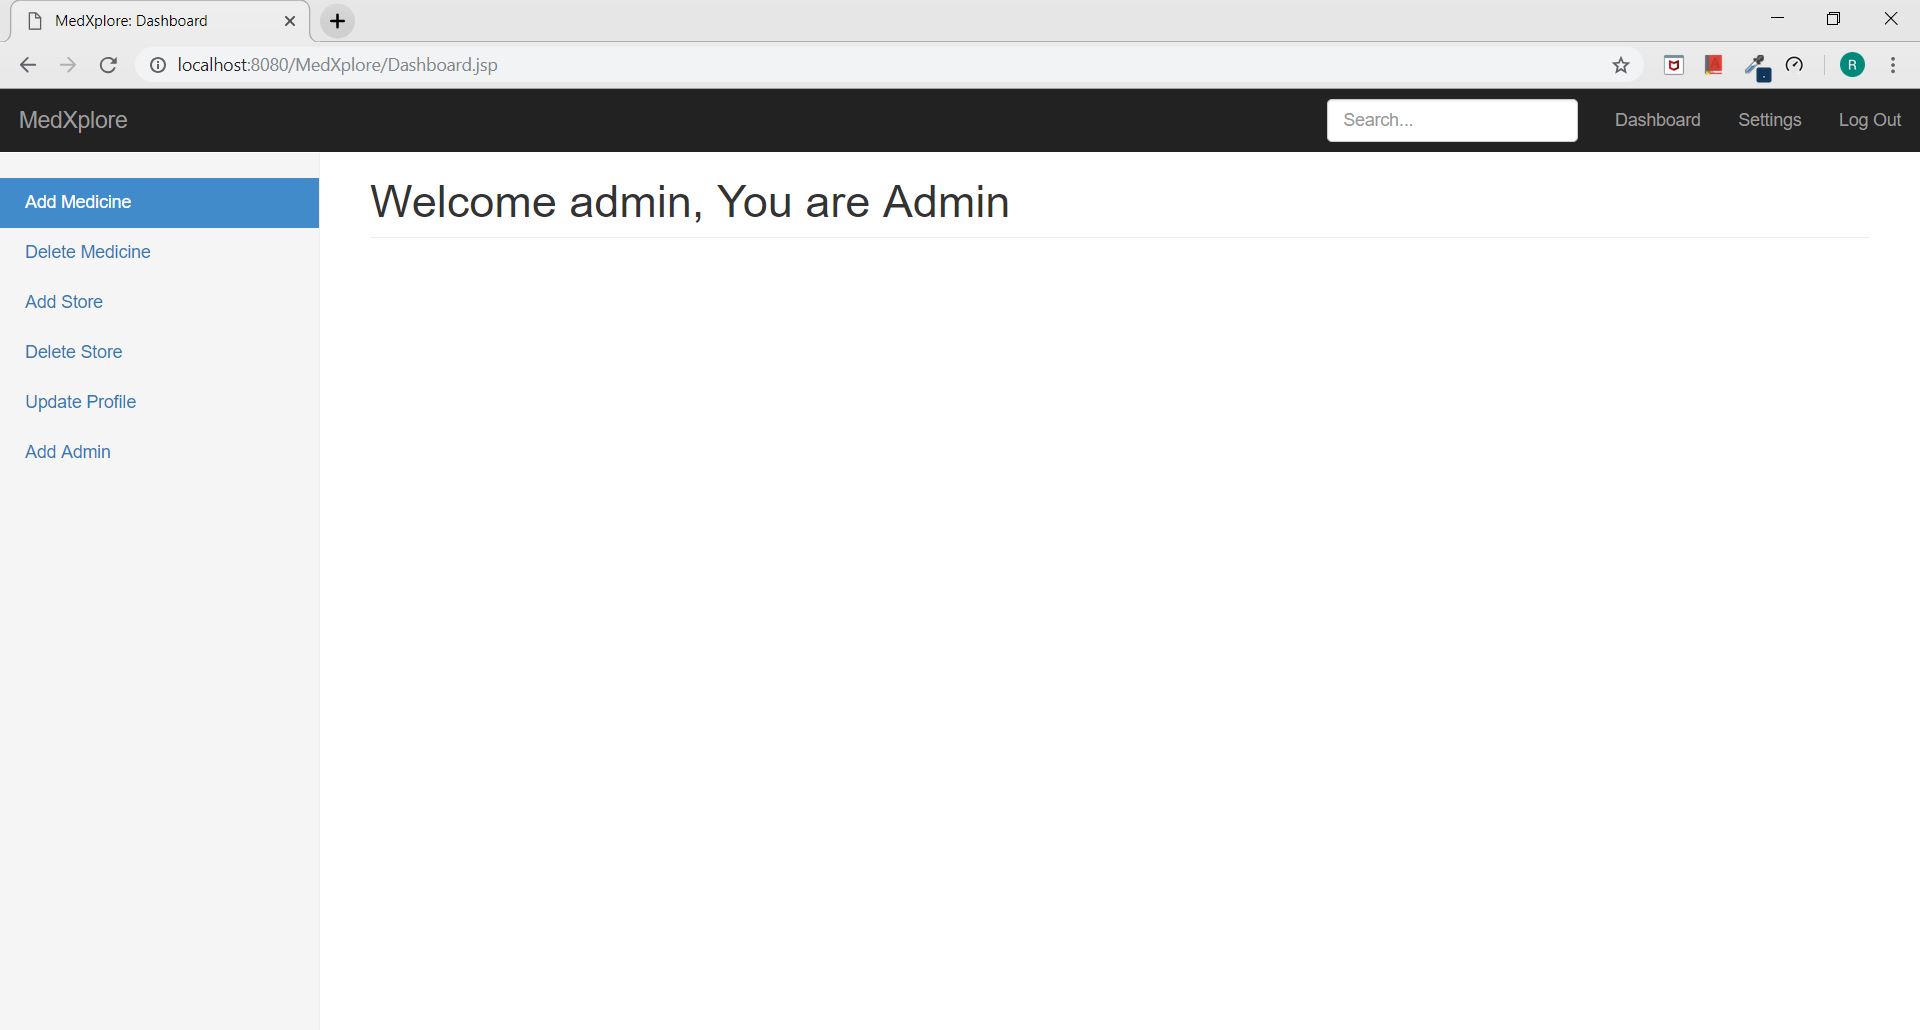 MedXplore: Dashboard
localhost:8080/MedXplore/Dashboard.jsp
R
MedXplore
Search...
Dashboard
Settings
Log Out
Add Medicine
Delete Medicine
Add Store
Delete Store
Update Profile
Add Admin
Welcome admin, You are Admin